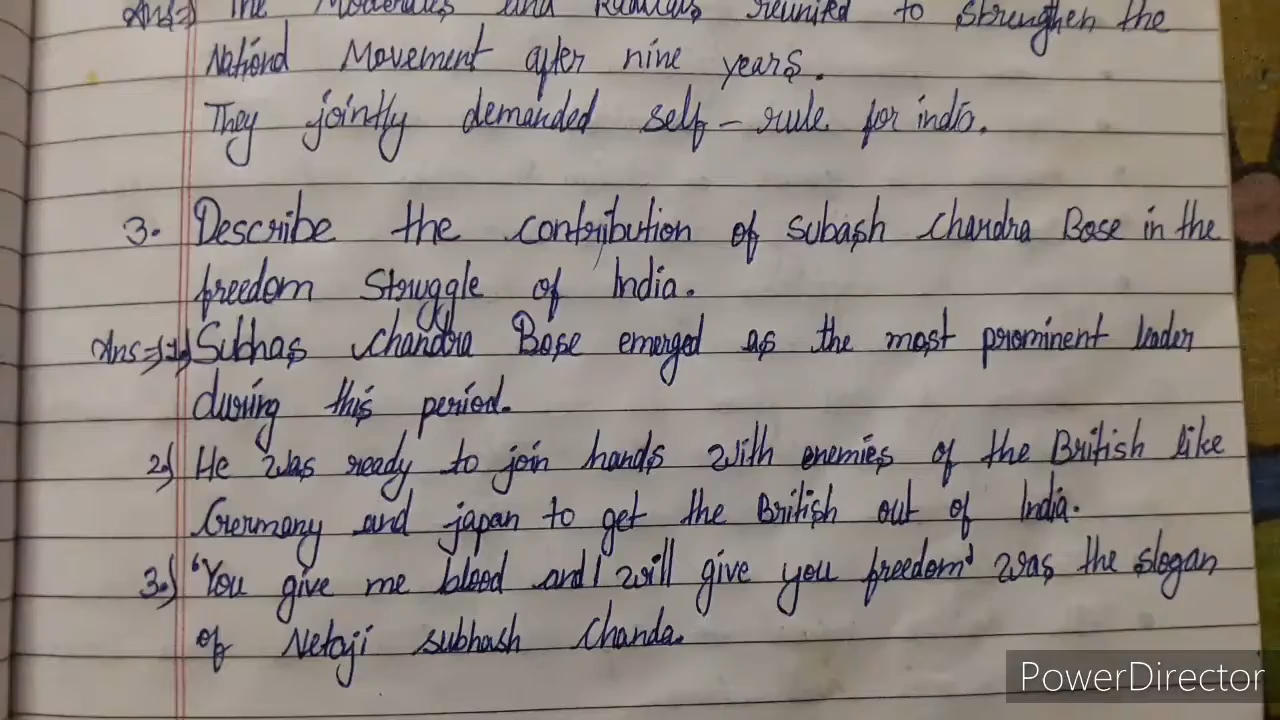 Ans⇒ The Moderates and Radicals reunited to strengthen the
National Movement after nine years.
They jointly demanded self-rule for india.
3. Describe the contribution of Subash Chandra Bose in the
freedom Struggle of India.
Ans⇒1.) Subhas Chandra Bose emerged as the most prominent leader
during this period.
2.) He was ready to join hands with enemies of the British like
Germany and japan to get the British out of India.
3.) 'You give me blood and I will give you freedom' was the slogan
of Netaji subhash Chanda.
PowerDirector